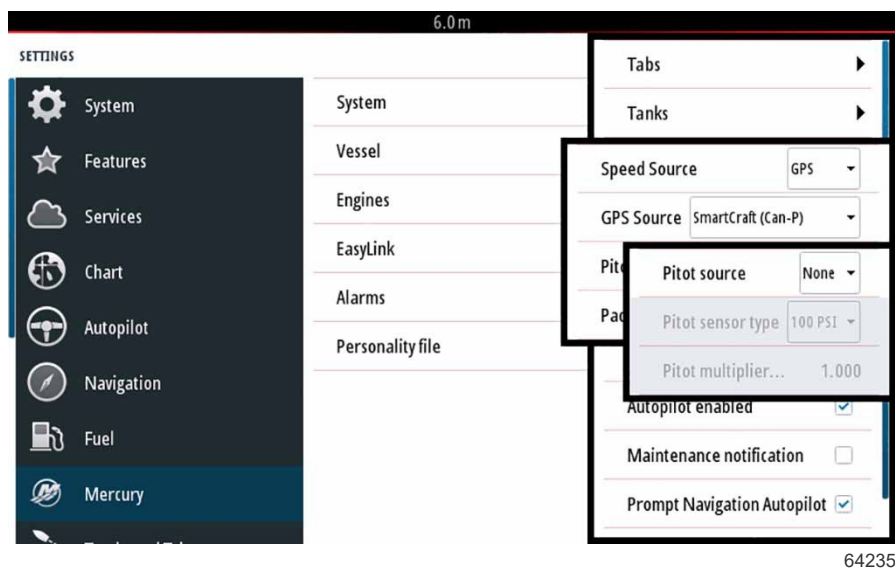 6.0 m
SETTINGS
System
Features
Services
Chart
Autopilot
Navigation
Fuel
Mercury
System
Vessel
Engines
EasyLink
Alarms
Personality file
Tabs
Tanks
Speed Source GPS
GPS Source SmartCraft (Can-P)
Pitot source None
Pitot sensor type 100 PSI
Pitot multiplier... 1.000
Autopilot enabled
Maintenance notification
Prompt Navigation Autopilot
64235